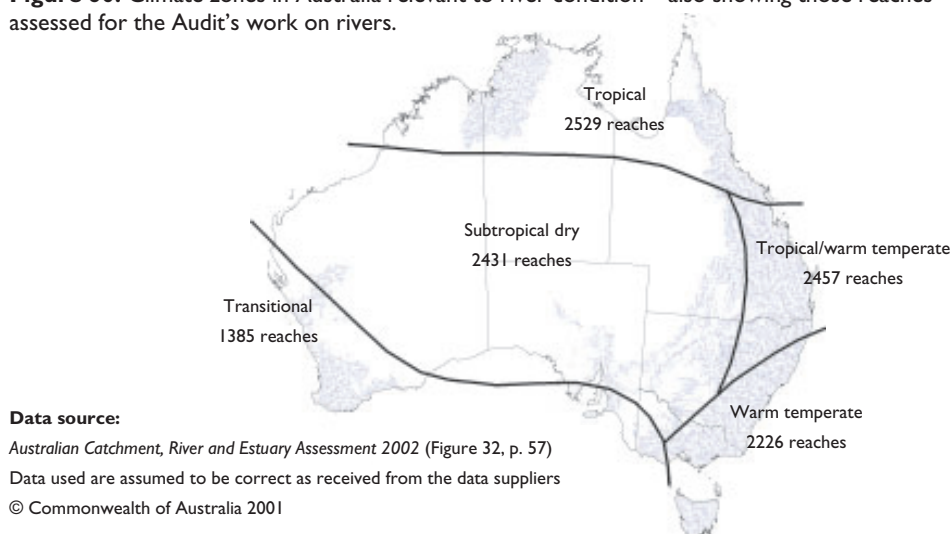 assessed for the Audit's work on rivers.
Tropical
2529 reaches
Subtropical dry
2431 reaches
Tropical/warm temperate
2457 reaches
Transitional
1385 reaches
Warm temperate
2226 reaches
Data source:
Australian Catchment, River and Estuary Assessment 2002 (Figure 32, p. 57)
Data used are assumed to be correct as received from the data suppliers
© Commonwealth of Australia 2001